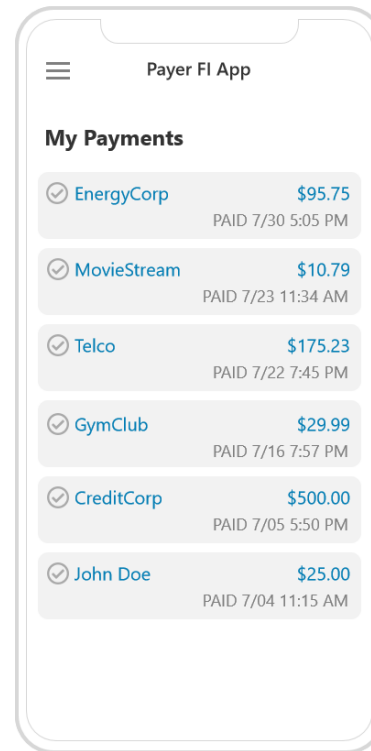 Payer FI App
My Payments
EnergyCorp $95.75
PAID 7/30 5:05 PM
MovieStream $10.79
PAID 7/23 11:34 AM
Telco $175.23
PAID 7/22 7:45 PM
GymClub $29.99
PAID 7/16 7:57 PM
CreditCorp $500.00
PAID 7/05 5:50 PM
John Doe $25.00
PAID 7/04 11:15 AM